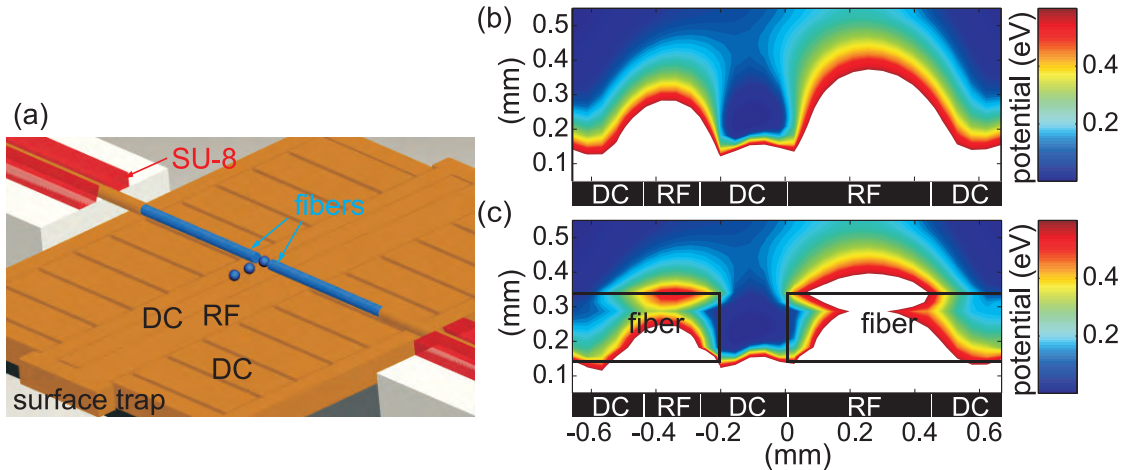 (a)
SU-8
fibers
DC RF
DC
surface trap
(b)
0.5
0.4
0.3
0.2
0.1
(mm)
DC RF DC RF DC
potential (eV)
0.4
0.2
(c)
0.5
0.4
0.3
0.2
0.1
(mm)
fiber fiber
DC RF DC RF DC
-0.6 -0.4 -0.2 0 0.2 0.4 0.6
(mm)
potential (eV)
0.4
0.2